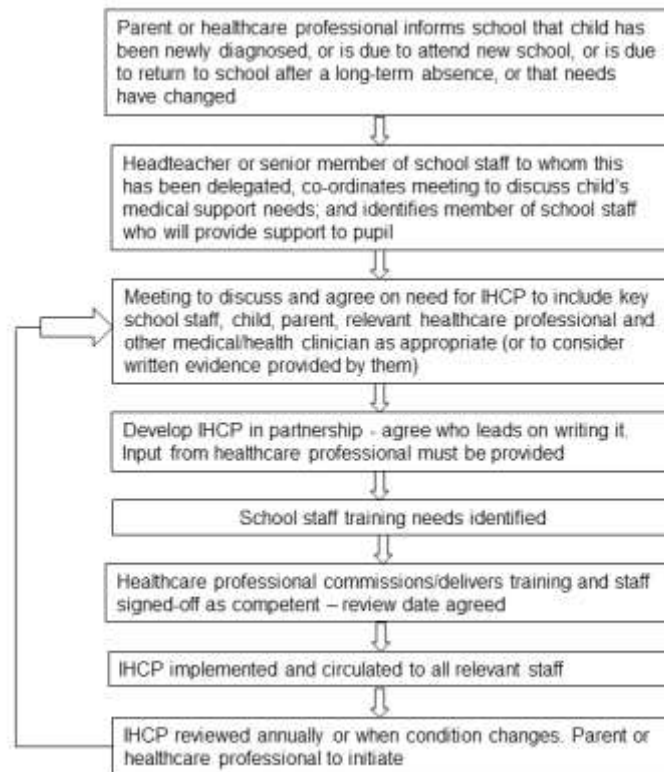 Parent or healthcare professional informs school that child has
been newly diagnosed, or is due to attend new school, or is due
to return to school after a long-term absence, or that needs
have changed
Headteacher or senior member of school staff to whom this
has been delegated, co-ordinates meeting to discuss child's
medical support needs; and identifies member of school staff
who will provide support to pupil
Meeting to discuss and agree on need for IHCP to include key
school staff, child, parent, relevant healthcare professional and
other medical/health clinician as appropriate (or to consider
written evidence provided by them)
Develop IHCP in partnership - agree who leads on writing it.
Input from healthcare professional must be provided
School staff training needs identified
Healthcare professional commissions/delivers training and staff
signed-off as competent – review date agreed
IHCP implemented and circulated to all relevant staff
IHCP reviewed annually or when condition changes. Parent or
healthcare professional to initiate